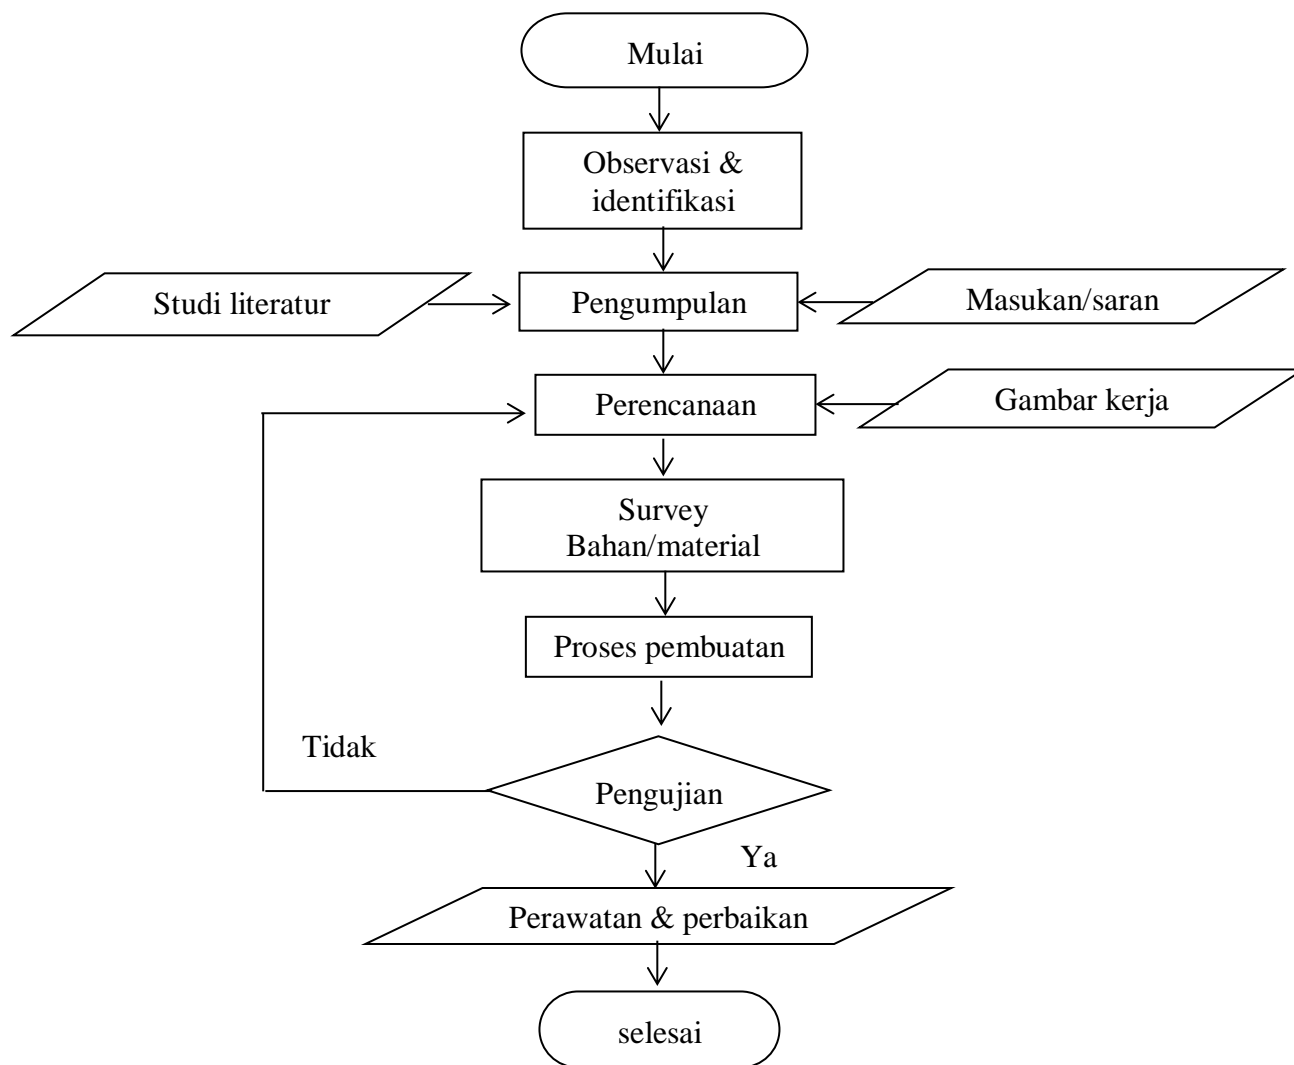 Mulai
Observasi &
identifikasi
Studi literatur
Pengumpulan
Masukan/saran
Perencanaan
Gambar kerja
Survey
Bahan/material
Proses pembuatan
Tidak
Pengujian
Ya
Perawatan & perbaikan
selesai